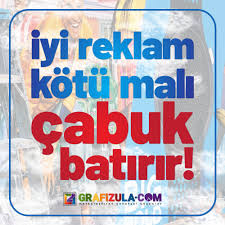 iyi reklam
kötü malı
çabuk
batırır!
GRAFIZULA.COM